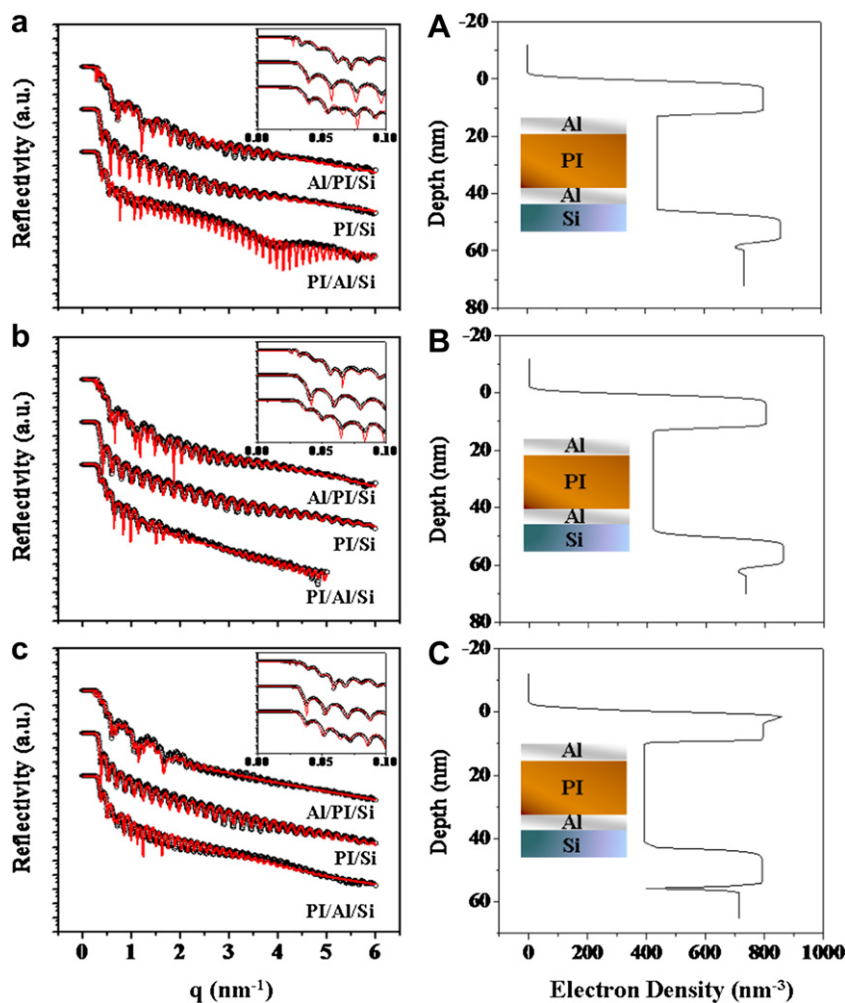 a
Reflectivity (a.u.)
0.00 0.05 0.10
Al/PI/Si
PI/Si
PI/Al/Si
A
Depth (nm)
-20
0
20
40
60
80
Al
PI
Al
Si
b
Reflectivity (a.u.)
0.00 0.05 0.10
Al/PI/Si
PI/Si
PI/Al/Si
B
Depth (nm)
-20
0
20
40
60
80
Al
PI
Al
Si
c
Reflectivity (a.u.)
0.00 0.05 0.10
Al/PI/Si
PI/Si
PI/Al/Si
0 1 2 3 4 5 6
q (nm-1)
C
Depth (nm)
-20
0
20
40
60
Al
PI
Al
Si
0 200 400 600 800 1000
Electron Density (nm-3)